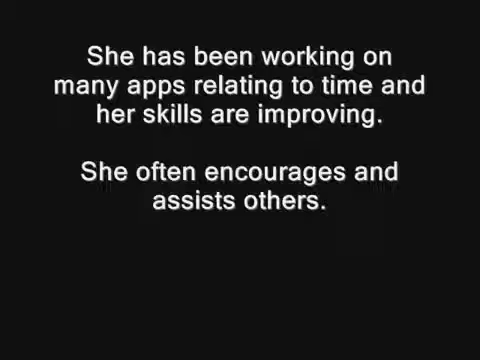 She has been working on
many apps relating to time and
her skills are improving.
She often encourages and
assists others.